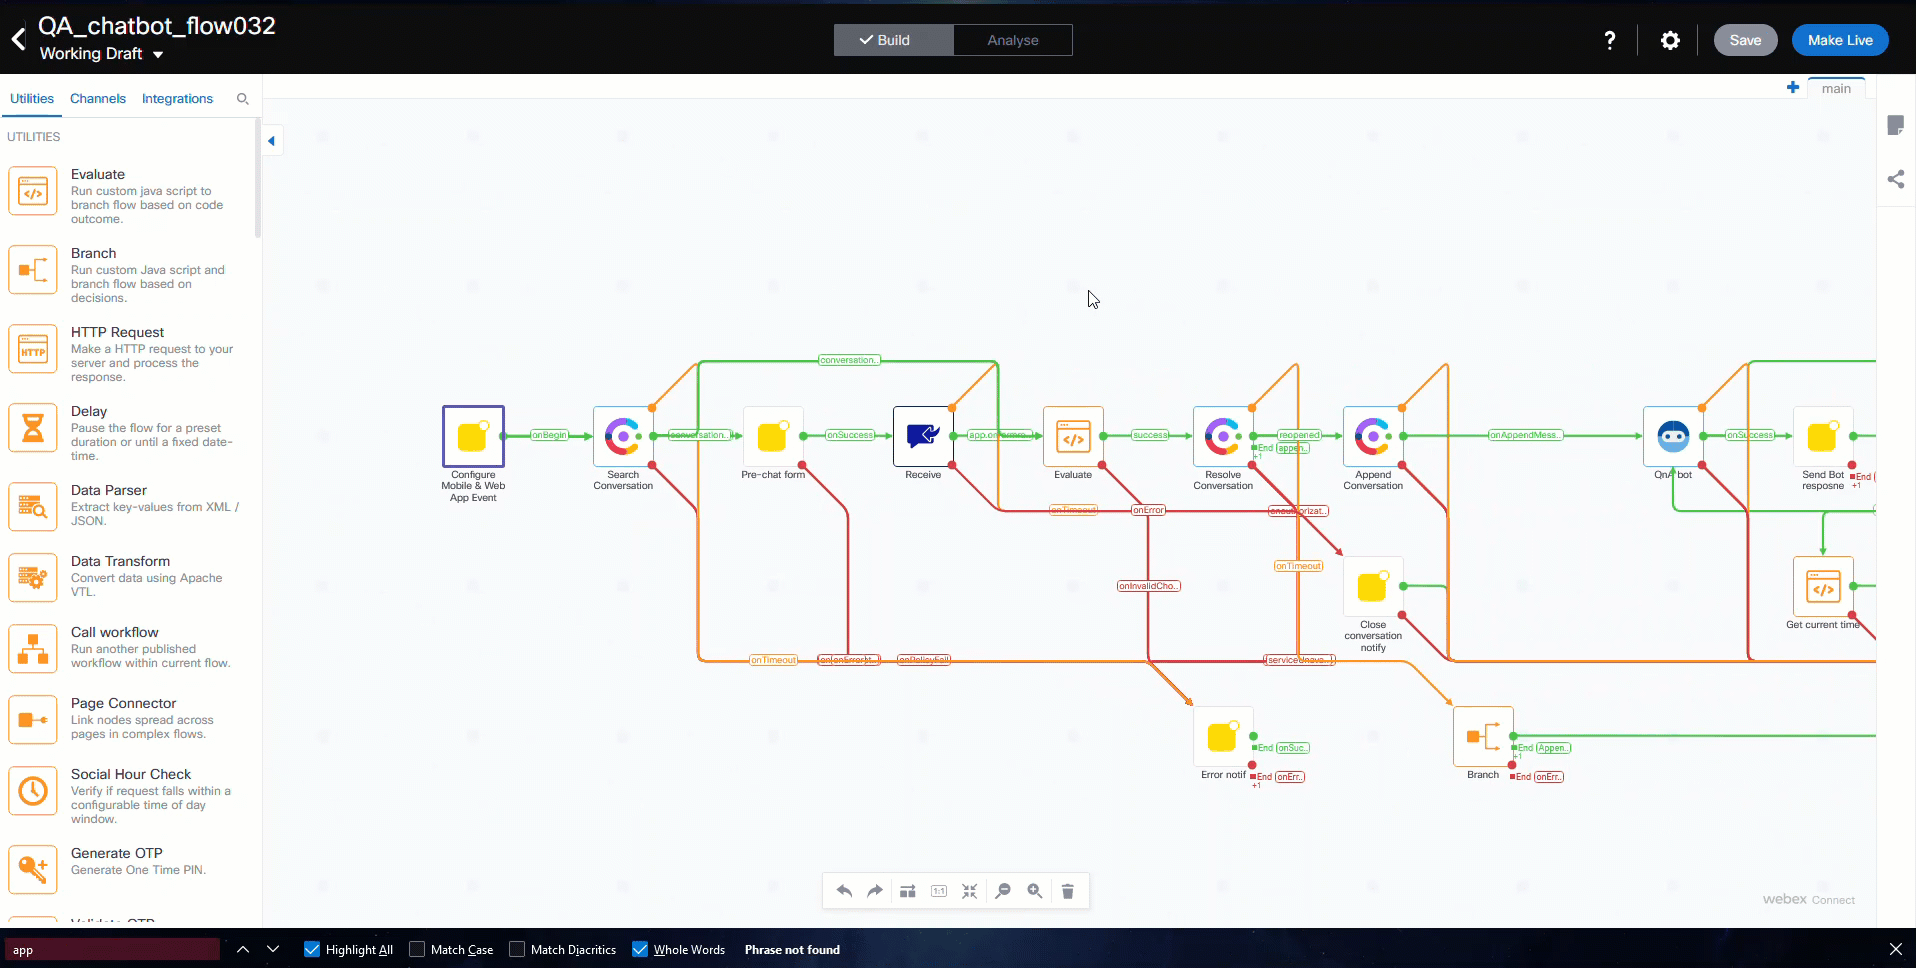 QA_chatbot_flow032
Working Draft
Build
Analyse
?
Save
Make Live
Utilities
Channels
Integrations
main
UTILITIES
Evaluate
Run custom java script to
branch flow based on code
outcome.
Branch
Run custom Java script and
branch flow based on
decisions.
HTTP Request
HTTP
Make a HTTP request to your
server and process the
response.
Delay
Pause the flow for a preset
duration or until a fixed date-
time.
Data Parser
Extract key-values from XML /
JSON.
Data Transform
Convert data using Apache
VTL.
Call workflow
Run another published
workflow within current flow.
Page Connector
Link nodes spread across
pages in complex flows.
Social Hour Check
Verify if request falls within a
configurable time of day
window.
Generate OTP
Generate One Time PIN.
conversation..
onBegin
conversation..
onSuccess
success
reopened
End
appen..
+1
onAppendMess..
onSuccess
Configure
Mobile & Web
App Event
Search
Conversation
Pre-chat form
Receive
Evaluate
Resolve
Conversation
Append
Conversation
QnA bot
Send Bot
resposne
End
+1
onTimeout
onError
onTimeout
onInvalidCho..
Close
conversation
notify
Get current time
onTimeout
onPolicyFail
Error notif
End
onSuc..
End
onErr..
+1
Branch
End
Appen..
+1
End
onErr..
1:1
webex Connect
app
Highlight All
Match Case
Match Diacritics
Whole Words
Phrase not found